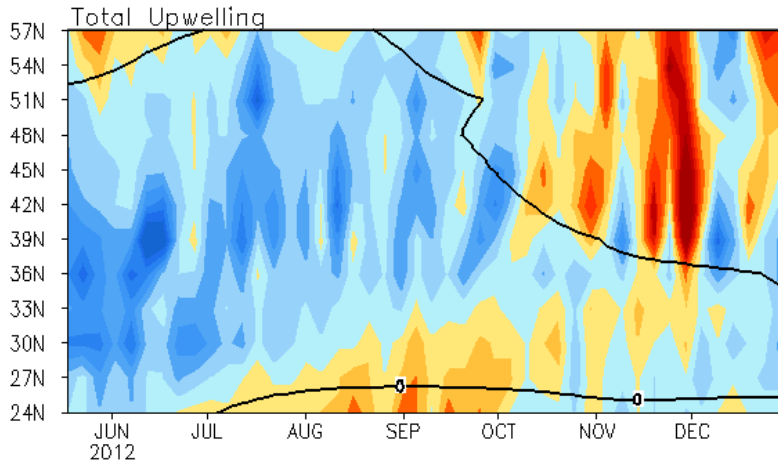 Total Upwelling
57N
54N
51N
48N
45N
42N
39N
36N
33N
30N
27N
24N
0
0
JUN JUL AUG SEP OCT NOV DEC
2012